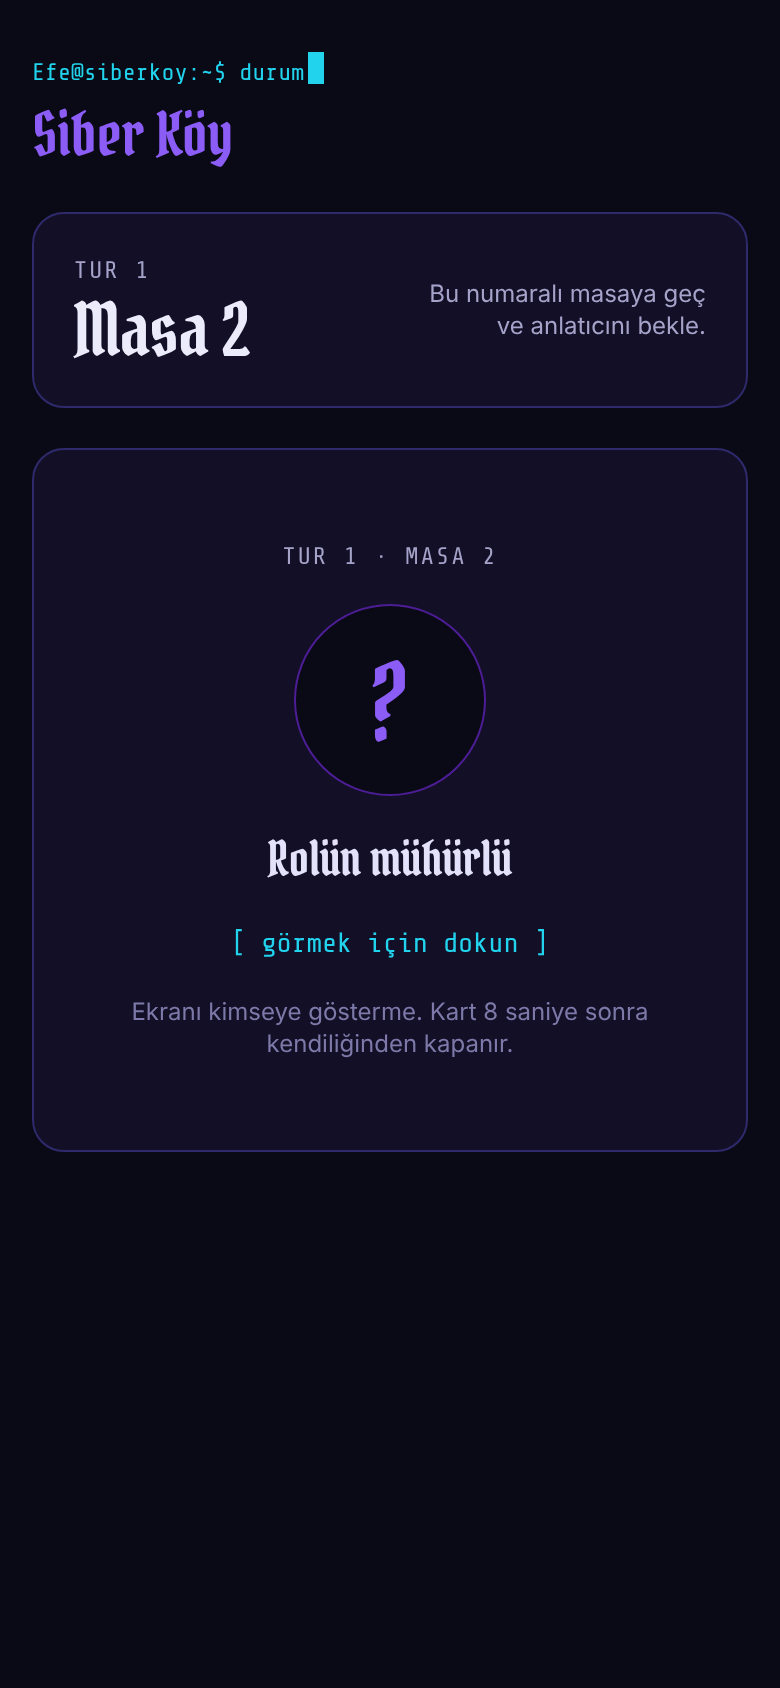 Efe@siberkoy:~$ durum
Siber Köy
TUR 1
Masa 2
Bu numaralı masaya geç
ve anlatıcını bekle.
TUR 1 · MASA 2
?
Rolün mühürlü
[ görmek için dokun ]
Ekranı kimseye gösterme. Kart 8 saniye sonra
kendiliğinden kapanır.